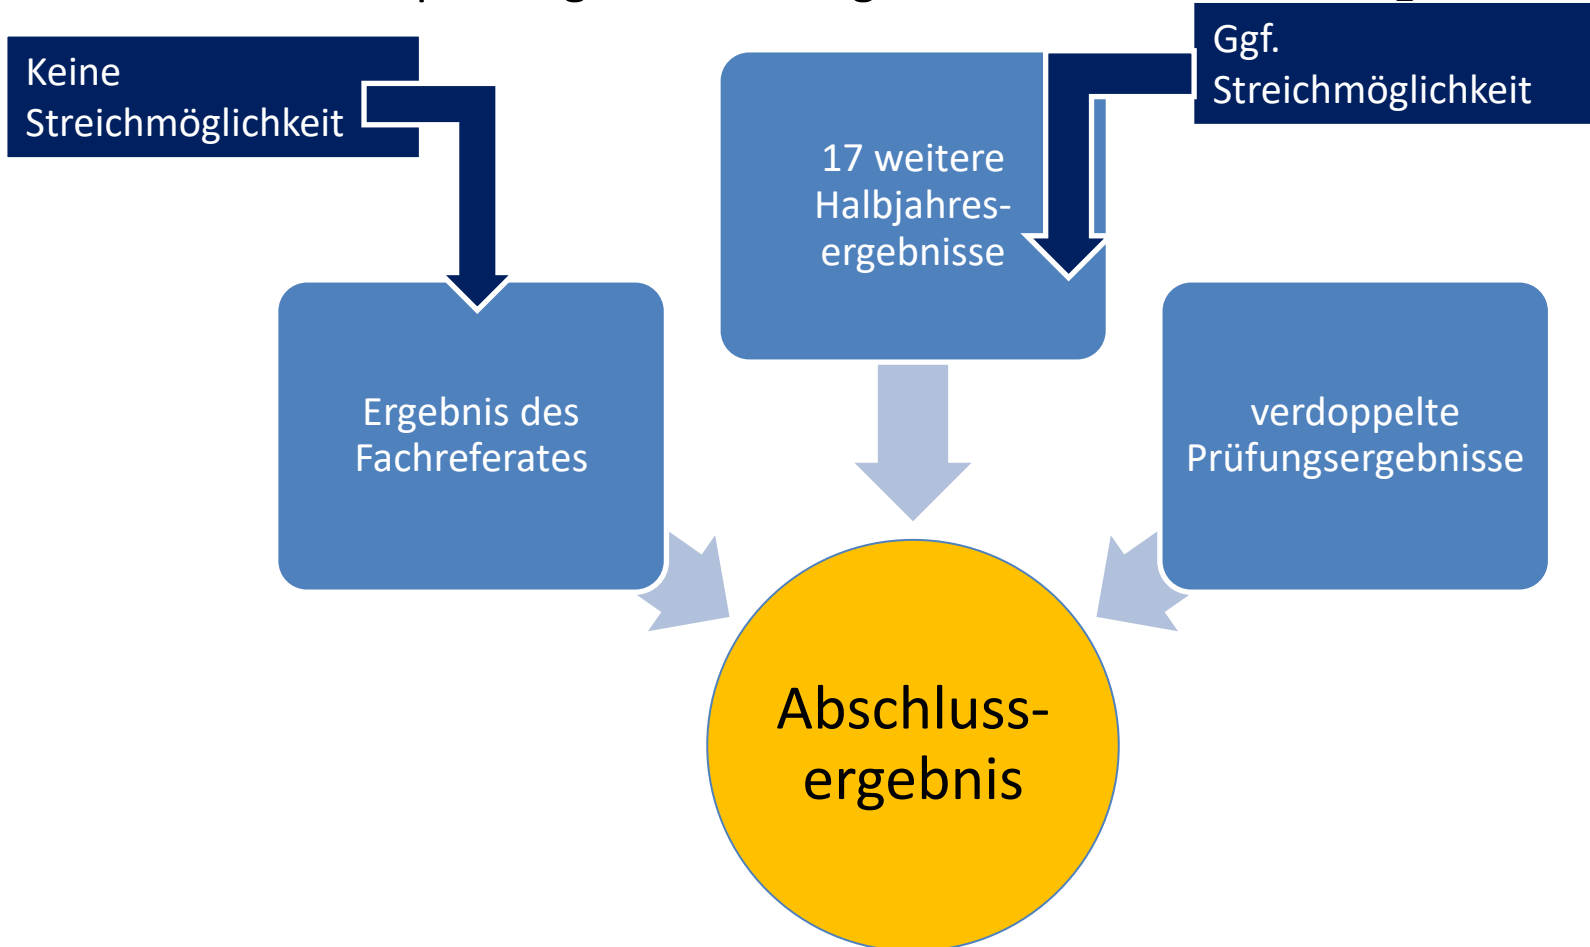 Keine
Streichmöglichkeit
Ggf.
Streichmöglichkeit
17 weitere
Halbjahres-
ergebnisse
Ergebnis des
Fachreferates
verdoppelte
Prüfungsergebnisse
Abschluss-
ergebnis